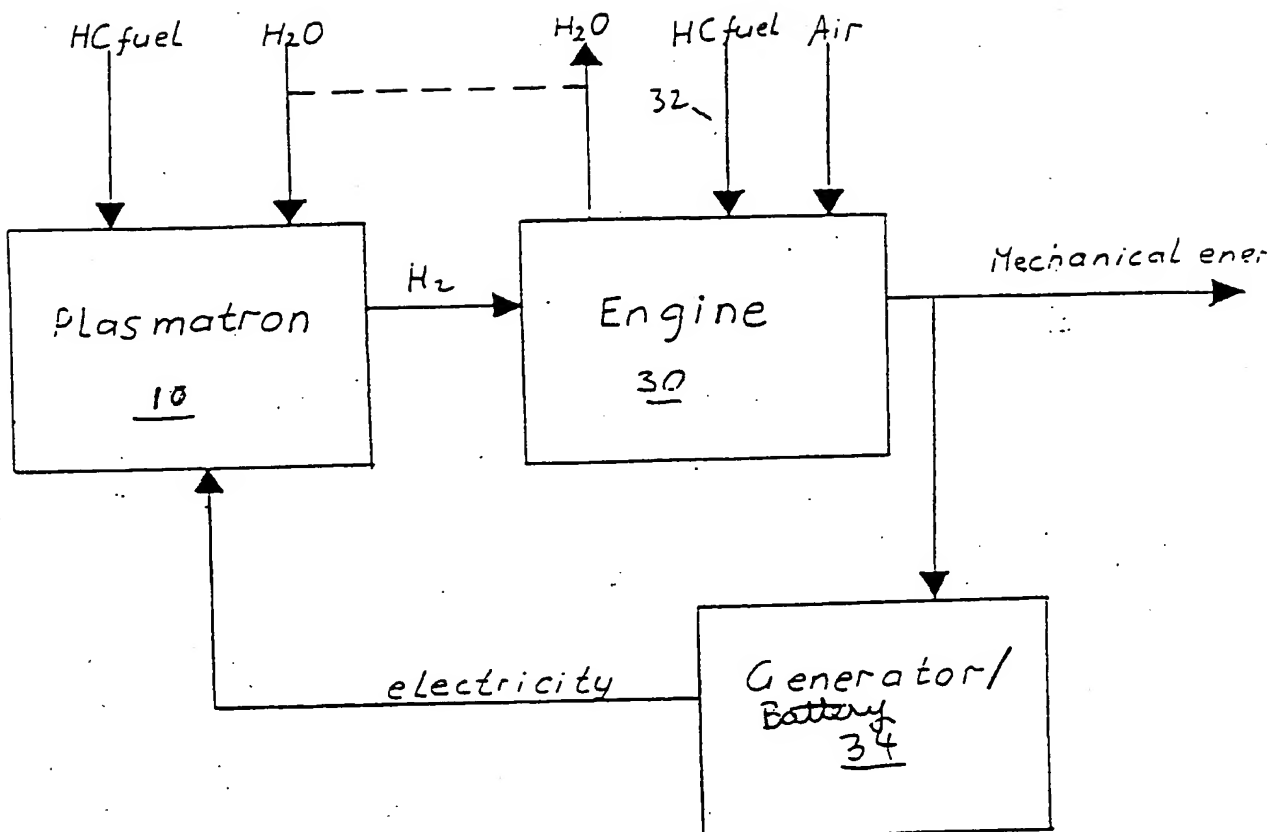 HC fuel
H2O
H2O
HC fuel
Air
32
Plasmatron
10
H2
Engine
30
Mechanical ener
electricity
Generator/
Battery
34